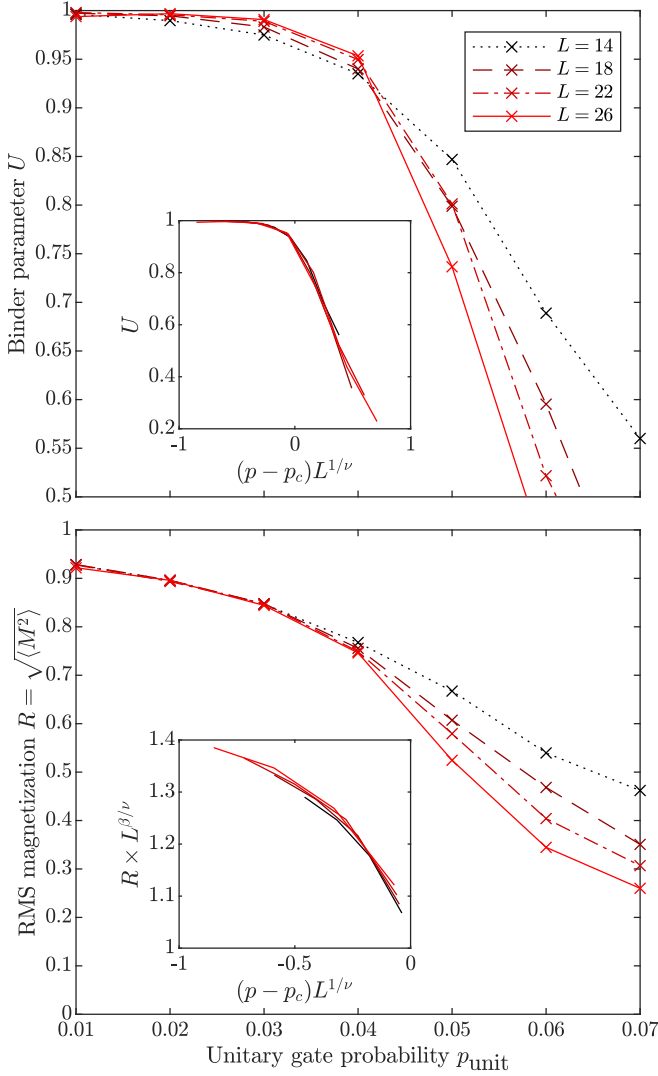 1
0.95
0.9
0.85
0.8
0.75
0.7
0.65
0.6
0.55
0.5
Binder parameter U
L = 14
L = 18
L = 22
L = 26
1
0.8
0.6
0.4
0.2
U
-1 0 1
(p − p_c)L^{1/ν}
1
0.9
0.8
0.7
0.6
0.5
0.4
0.3
0.2
0.1
0
RMS magnetization R = √⟨M²⟩
1.4
1.3
1.2
1.1
1
R × L^{β/ν}
-1 -0.5 0
(p − p_c)L^{1/ν}
0.01 0.02 0.03 0.04 0.05 0.06 0.07
Unitary gate probability p_unit